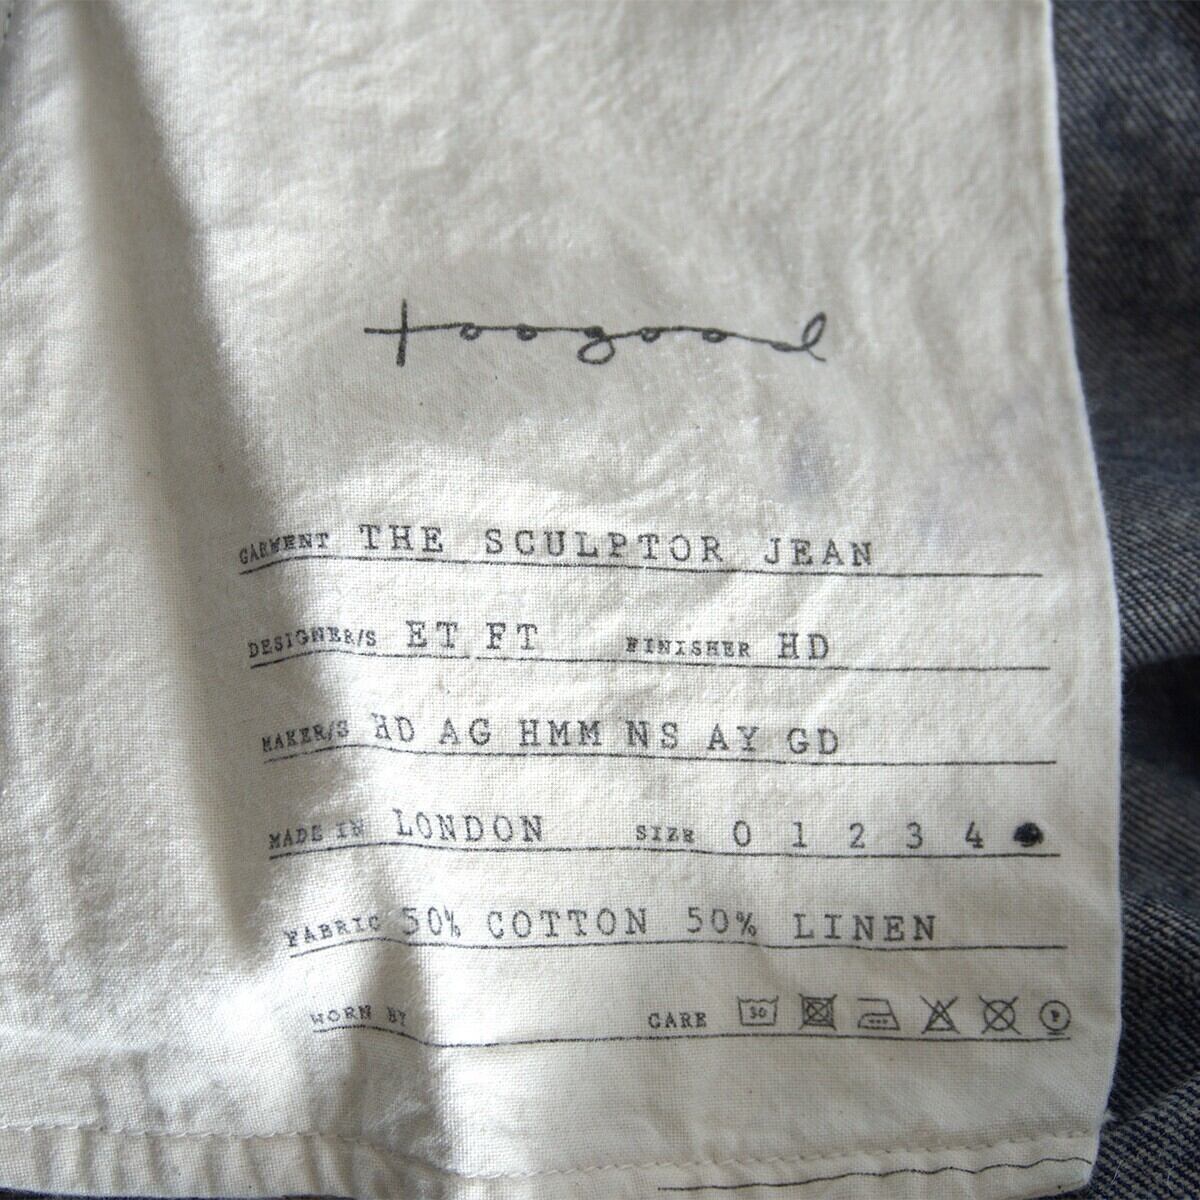 toogood
GARMENT THE SCULPTOR JEAN
DESIGNER/S ET FT FINISHER HD
MAKER/S HD AG HMM NS AY GD
MADE IN LONDON SIZE 0 1 2 3 4
FABRIC 50% COTTON 50% LINEN
WORN BY CARE 30 P